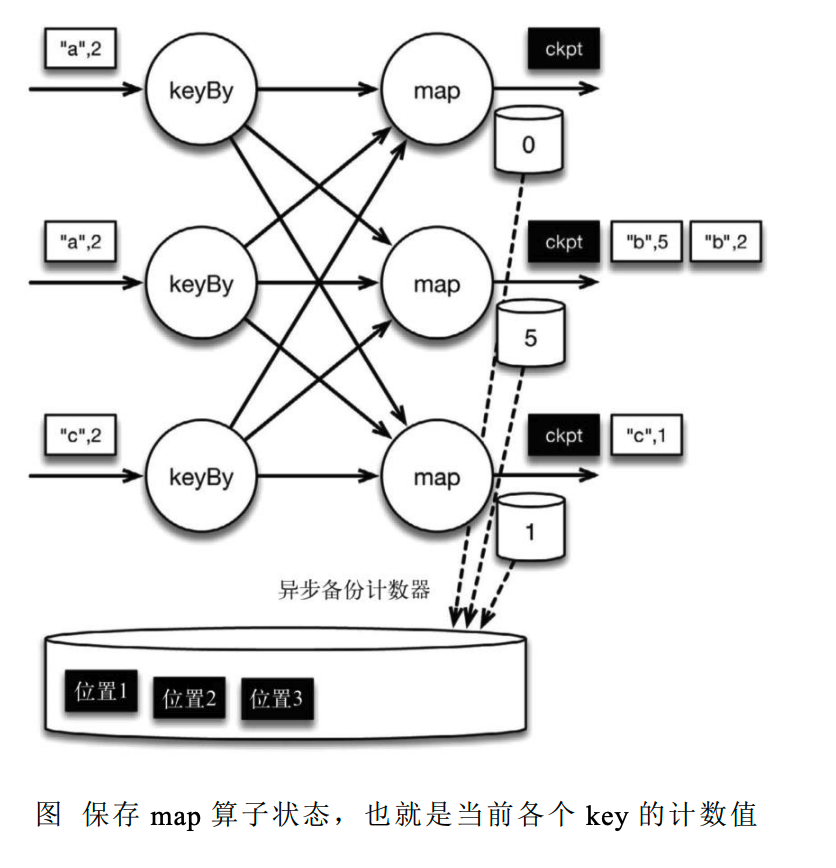 "a",2
ckpt
keyBy
map
0
"a",2
ckpt
"b",5
"b",2
keyBy
map
5
"c",2
ckpt
"c",1
keyBy
map
1
异步备份计数器
位置1
位置2
位置3
图 保存 map 算子状态，也就是当前各个 key 的计数值